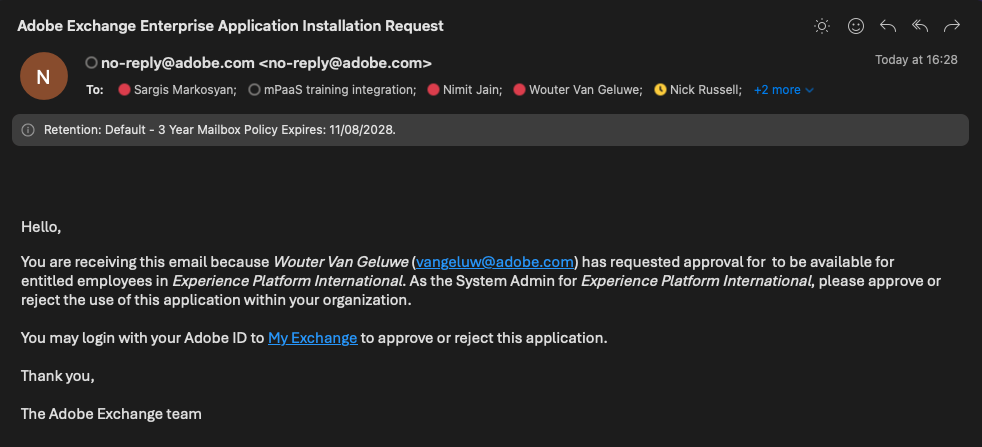 Adobe Exchange Enterprise Application Installation Request
no-reply@adobe.com <no-reply@adobe.com>
Today at 16:28
N
To: Sargis Markosyan; mPaaS training integration; Nimit Jain; Wouter Van Geluwe; Nick Russell; +2 more
Retention: Default - 3 Year Mailbox Policy Expires: 11/08/2028.
Hello,
You are receiving this email because Wouter Van Geluwe (vangeluw@adobe.com) has requested approval for  to be available for
entitled employees in Experience Platform International. As the System Admin for Experience Platform International, please approve or
reject the use of this application within your organization.
You may login with your Adobe ID to My Exchange to approve or reject this application.
Thank you,
The Adobe Exchange team